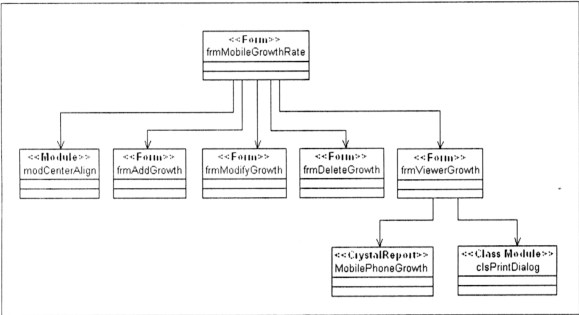 <<Form>>
frmMobileGrowthRate
<<Module>>
modCenterAlign
<<Form>>
frmAddGrowth
<<Form>>
frmModifyGrowth
<<Form>>
frmDeleteGrowth
<<Form>>
frmViewerGrowth
<<CrystalReport>>
MobilePhoneGrowth
<<Class Module>>
clsPrintDialog